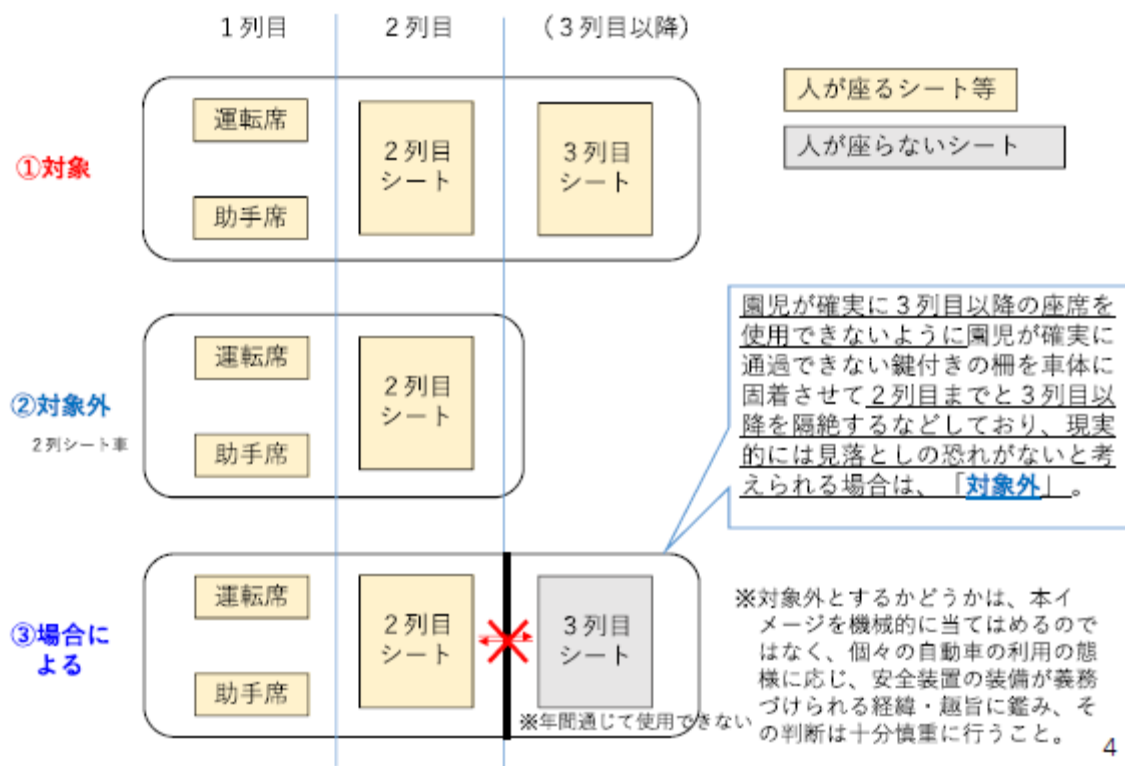 1列目
2列目
(3列目以降)
①対象
運転席
助手席
2列目
シート
3列目
シート
人が座るシート等
人が座らないシート
②対象外
2列シート車
運転席
助手席
2列目
シート
園児が確実に3列目以降の座席を
使用できないように園児が確実に
通過できない鍵付きの柵を車体に
固着させて2列目までと3列目以
降を隔絶するなどしており、現実
的には見落としの恐れがないと考
えられる場合は、「対象外」。
③場合に
よる
運転席
助手席
2列目
シート
3列目
シート
※年間通じて使用できない
※対象外とするかどうかは、本イ
メージを機械的に当てはめるので
はなく、個々の自動車の利用の態
様に応じ、安全装置の装備が義務
づけられる経緯・趣旨に鑑み、そ
の判断は十分慎重に行うこと。
4